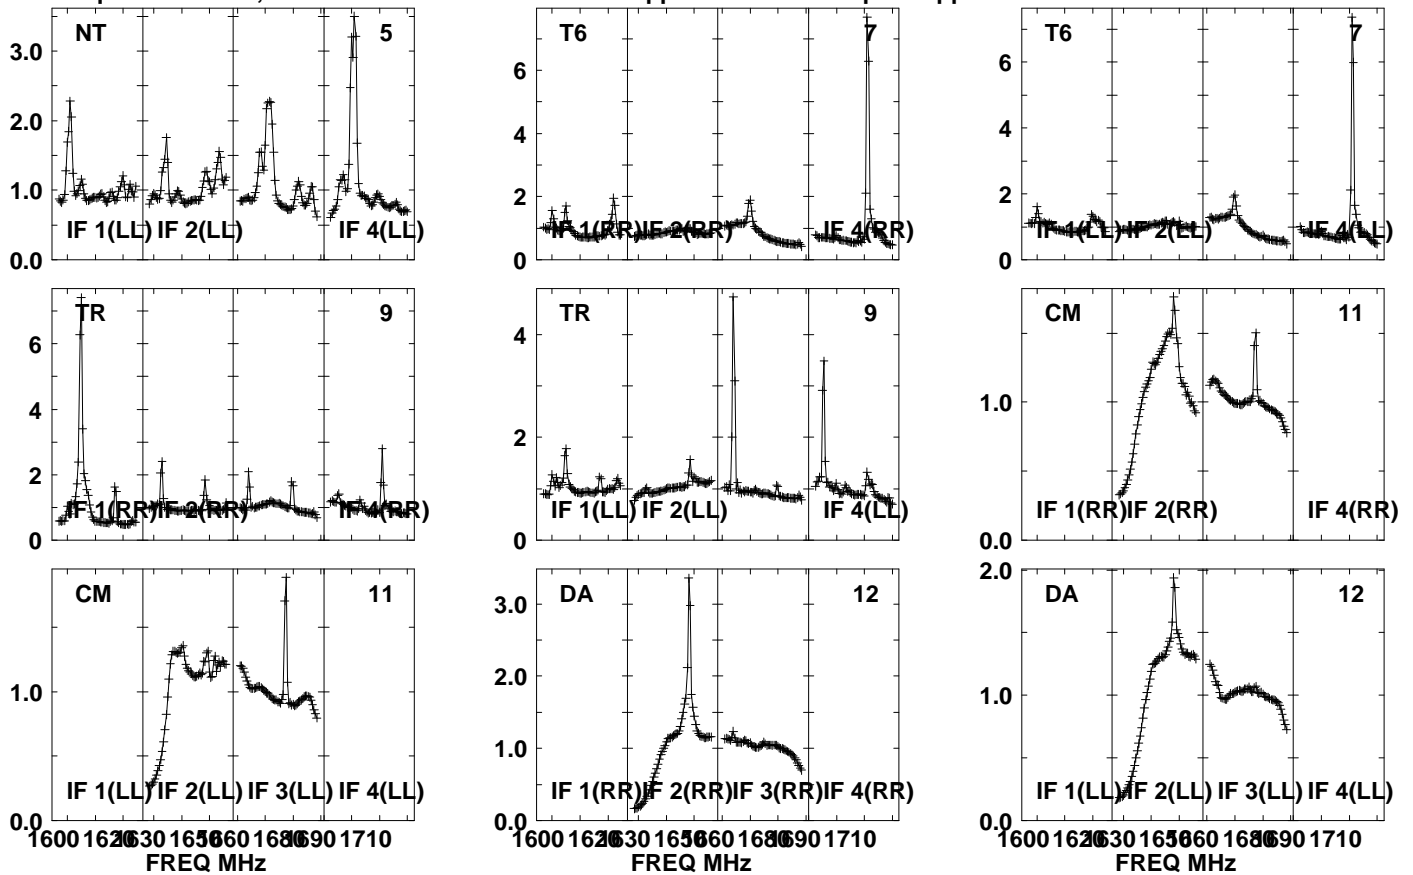 NT 5
3.0
2.0
1.0
0.0
IF 1(LL) IF 2(LL) IF 4(LL)
T6 7
6
4
2
0
IF 1(RR) IF 2(RR) IF 4(RR)
T6 7
6
4
2
0
IF 1(LL) IF 2(LL) IF 4(LL)
TR 9
6
4
2
0
IF 1(RR) IF 2(RR) IF 4(RR)
TR 9
4
2
0
IF 1(LL) IF 2(LL) IF 4(LL)
CM 11
1.0
0.0
IF 1(RR) IF 2(RR) IF 4(RR)
CM 11
1.0
0.0
IF 1(LL) IF 2(LL) IF 3(LL) IF 4(LL)
1600 1620 1630 1650 1660 1680 1690 1710
FREQ MHz
DA 12
3.0
2.0
1.0
0.0
IF 1(RR) IF 2(RR) IF 3(RR) IF 4(RR)
1600 1620 1630 1650 1660 1680 1690 1710
FREQ MHz
DA 12
2.0
1.0
0.0
IF 1(LL) IF 2(LL) IF 3(LL) IF 4(LL)
1600 1620 1630 1650 1660 1680 1690 1710
FREQ MHz